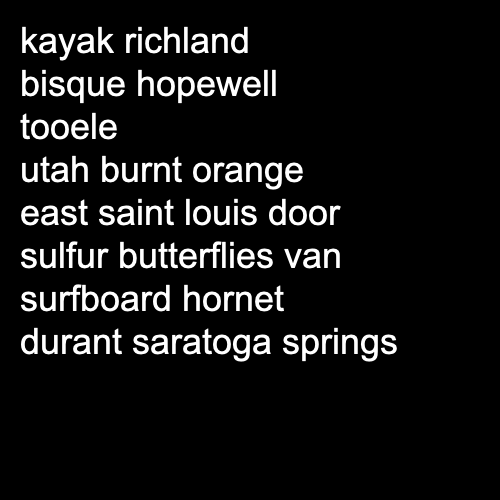 kayak richland
bisque hopewell
tooele
utah burnt orange
east saint louis door
sulfur butterflies van
surfboard hornet
durant saratoga springs